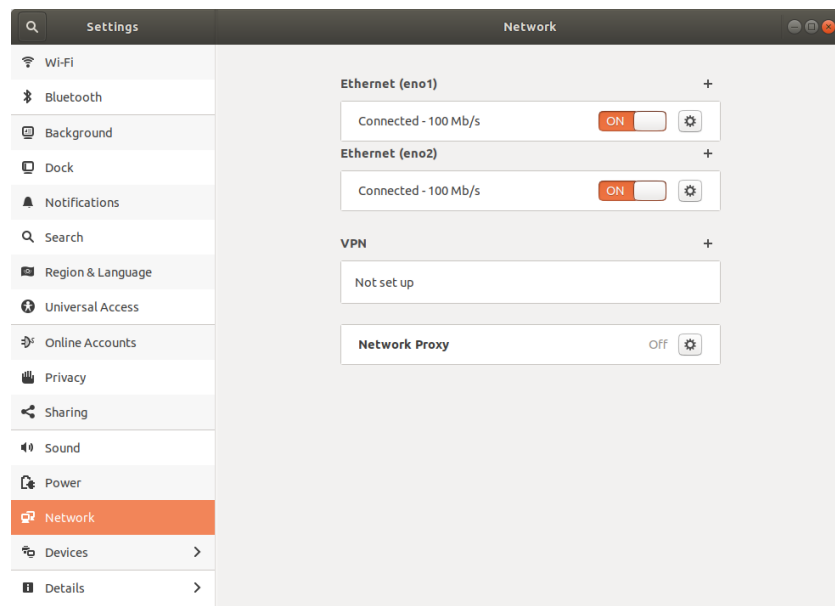 Settings
Network
Wi-Fi
Bluetooth
Background
Dock
Notifications
Search
Region & Language
Universal Access
Online Accounts
Privacy
Sharing
Sound
Power
Network
Devices
Details
Ethernet (eno1)
Connected - 100 Mb/s ON
Ethernet (eno2)
Connected - 100 Mb/s ON
VPN
Not set up
Network Proxy Off